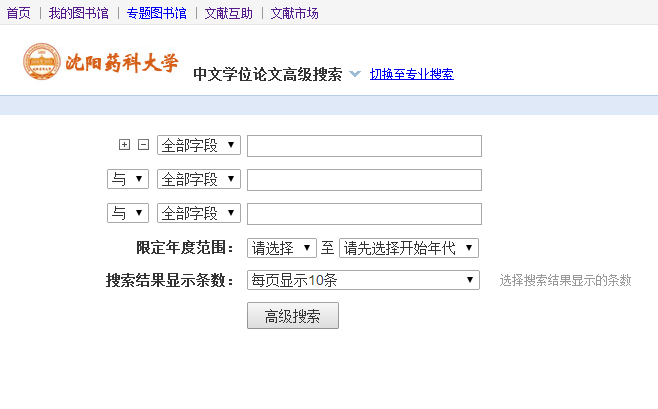 首页 | 我的图书馆 | 专题图书馆 | 文献互助 | 文献市场
沈阳药科大学 中文学位论文高级搜索 切换至专业搜索
全部字段
与 全部字段
与 全部字段
限定年度范围： 请选择 至 请先选择开始年代
搜索结果显示条数： 每页显示10条 选择搜索结果显示的条数
高级搜索